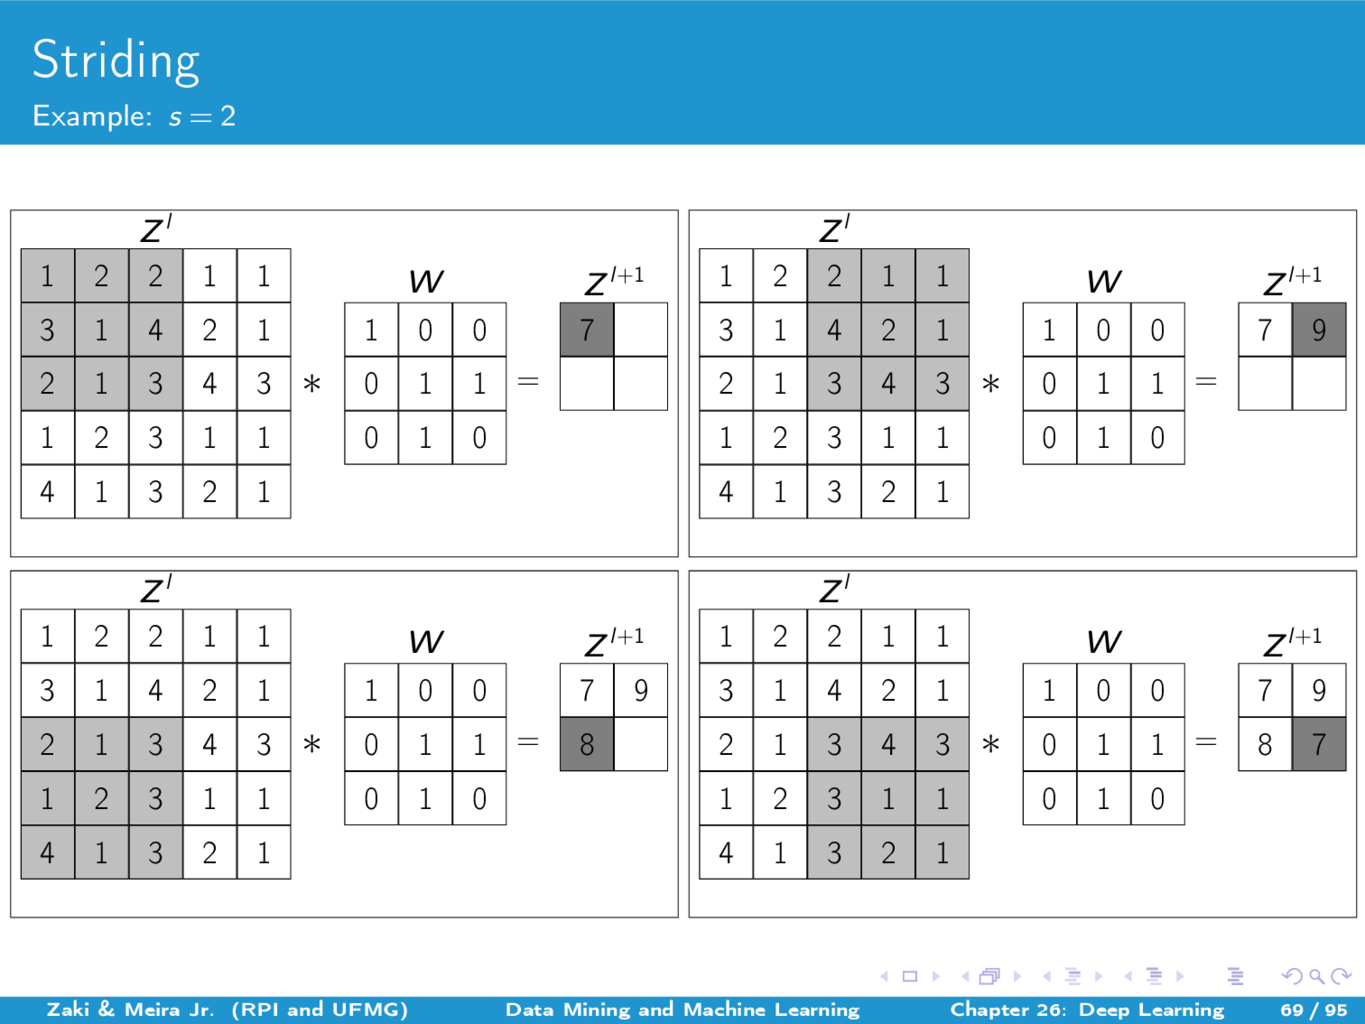 Striding
Example: s = 2
Z^l
W
Z^{l+1}
1 2 2 1 1
3 1 4 2 1
2 1 3 4 3
1 2 3 1 1
4 1 3 2 1
*
1 0 0
0 1 1
0 1 0
=
7
Z^l
W
Z^{l+1}
1 2 2 1 1
3 1 4 2 1
2 1 3 4 3
1 2 3 1 1
4 1 3 2 1
*
1 0 0
0 1 1
0 1 0
=
7 9
Z^l
W
Z^{l+1}
1 2 2 1 1
3 1 4 2 1
2 1 3 4 3
1 2 3 1 1
4 1 3 2 1
*
1 0 0
0 1 1
0 1 0
=
7 9
8
Z^l
W
Z^{l+1}
1 2 2 1 1
3 1 4 2 1
2 1 3 4 3
1 2 3 1 1
4 1 3 2 1
*
1 0 0
0 1 1
0 1 0
=
7 9
8 7
Zaki & Meira Jr. (RPI and UFMG) Data Mining and Machine Learning Chapter 26: Deep Learning 69 / 95